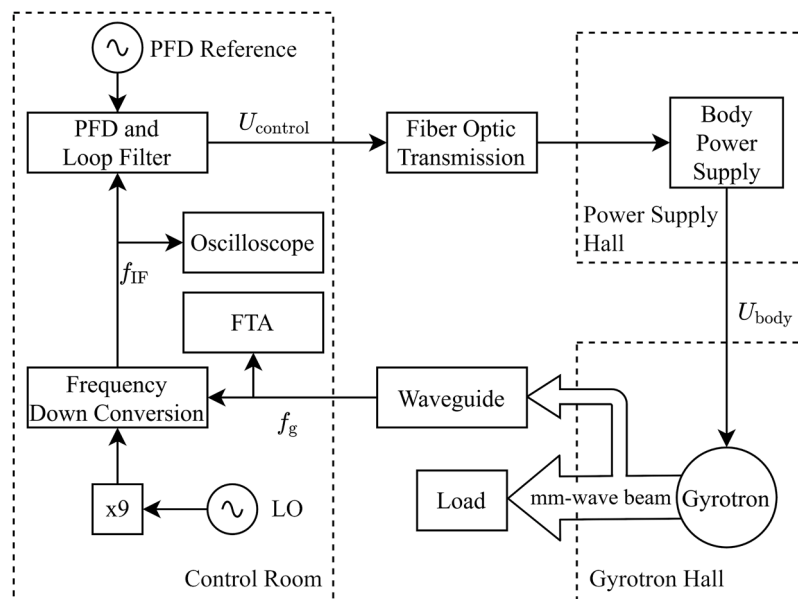 PFD Reference
PFD and
Loop Filter
U_control
Fiber Optic
Transmission
Body
Power
Supply
Power Supply
Hall
Oscilloscope
f_IF
FTA
U_body
Frequency
Down Conversion
f_g
Waveguide
x9
LO
Load
mm-wave beam
Gyrotron
Control Room
Gyrotron Hall